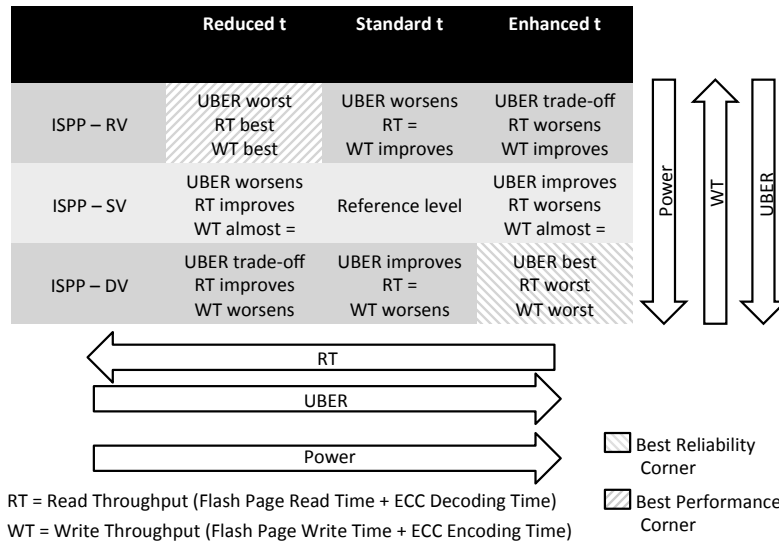 Reduced t Standard t Enhanced t
ISPP – RV
UBER worst
RT best
WT best
UBER worsens
RT =
WT improves
UBER trade-off
RT worsens
WT improves
ISPP – SV
UBER worsens
RT improves
WT almost =
Reference level
UBER improves
RT worsens
WT almost =
ISPP – DV
UBER trade-off
RT improves
WT worsens
UBER improves
RT =
WT worsens
UBER best
RT worst
WT worst
Power
WT
UBER
RT
UBER
Power
Best Reliability
Corner
Best Performance
Corner
RT = Read Throughput (Flash Page Read Time + ECC Decoding Time)
WT = Write Throughput (Flash Page Write Time + ECC Encoding Time)